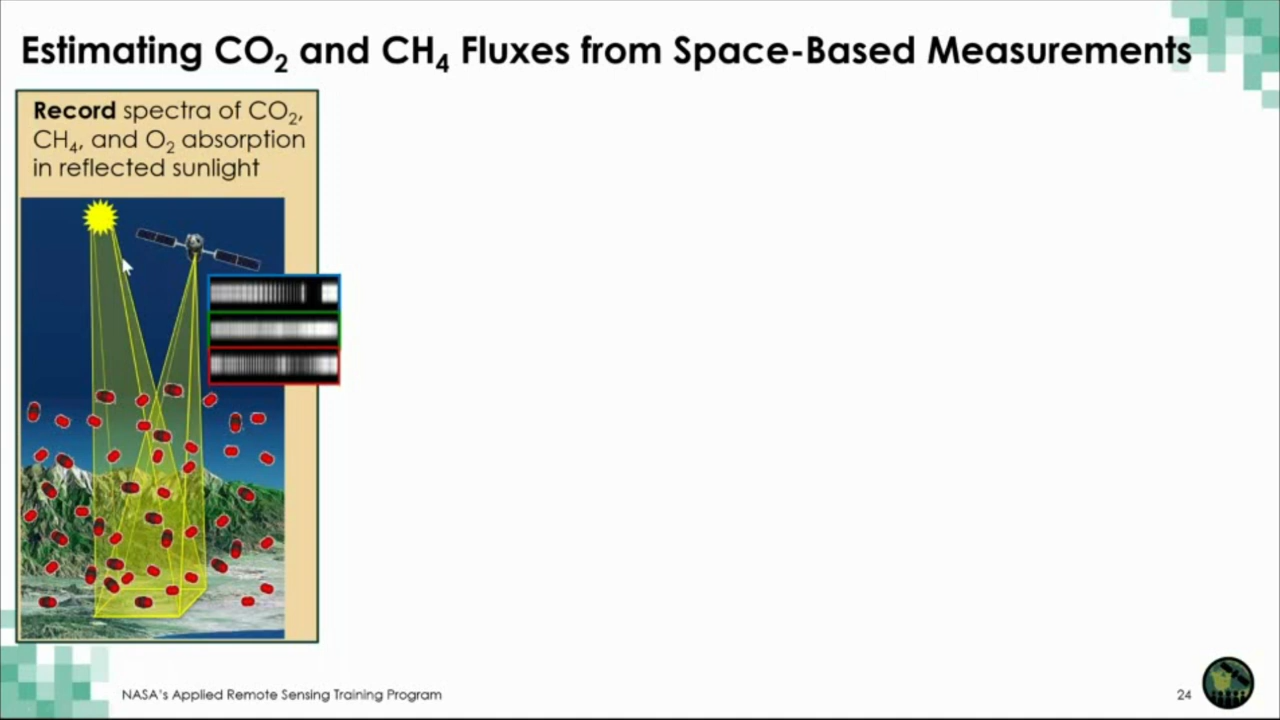 Estimating CO₂ and CH₄ Fluxes from Space-Based Measurements
Record spectra of CO₂,
CH₄, and O₂ absorption
in reflected sunlight
NASA's Applied Remote Sensing Training Program
24